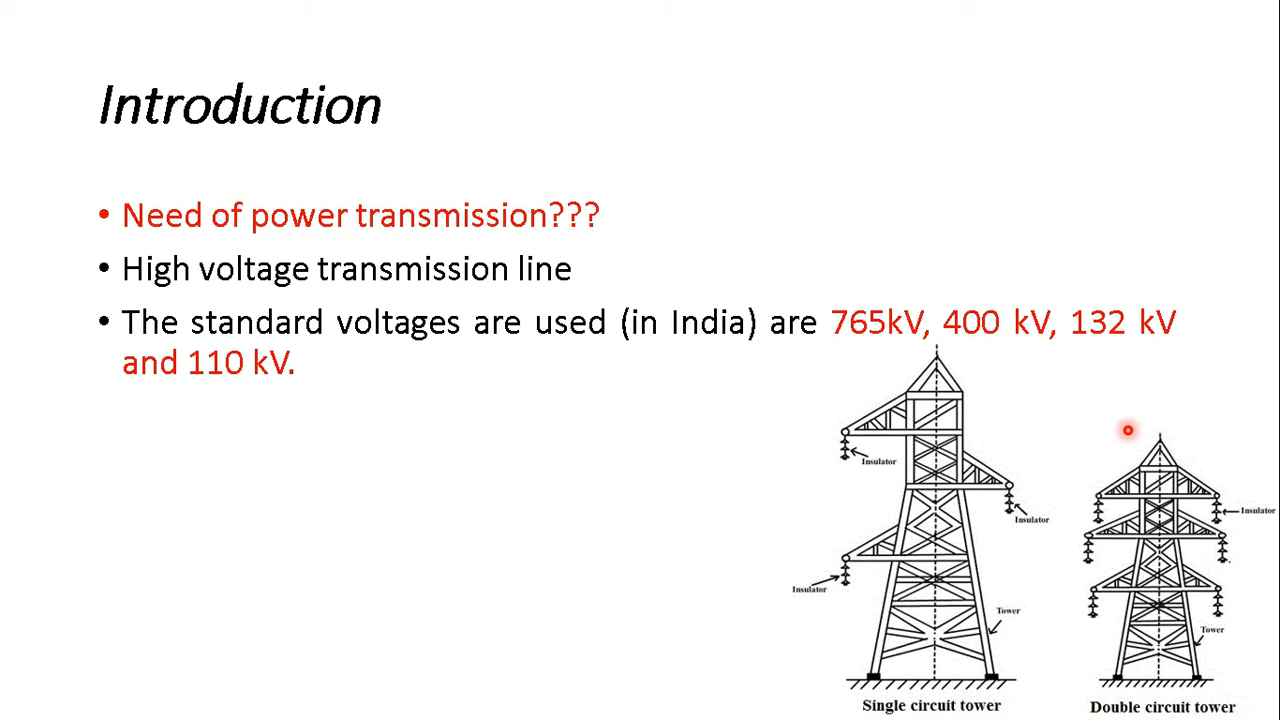 Introduction
• Need of power transmission???
• High voltage transmission line
• The standard voltages are used (in India) are 765kV, 400 kV, 132 kV
and 110 kV.
Insulator
Insulator
Insulator
Tower
Single circuit tower
Insulator
Tower
Double circuit tower